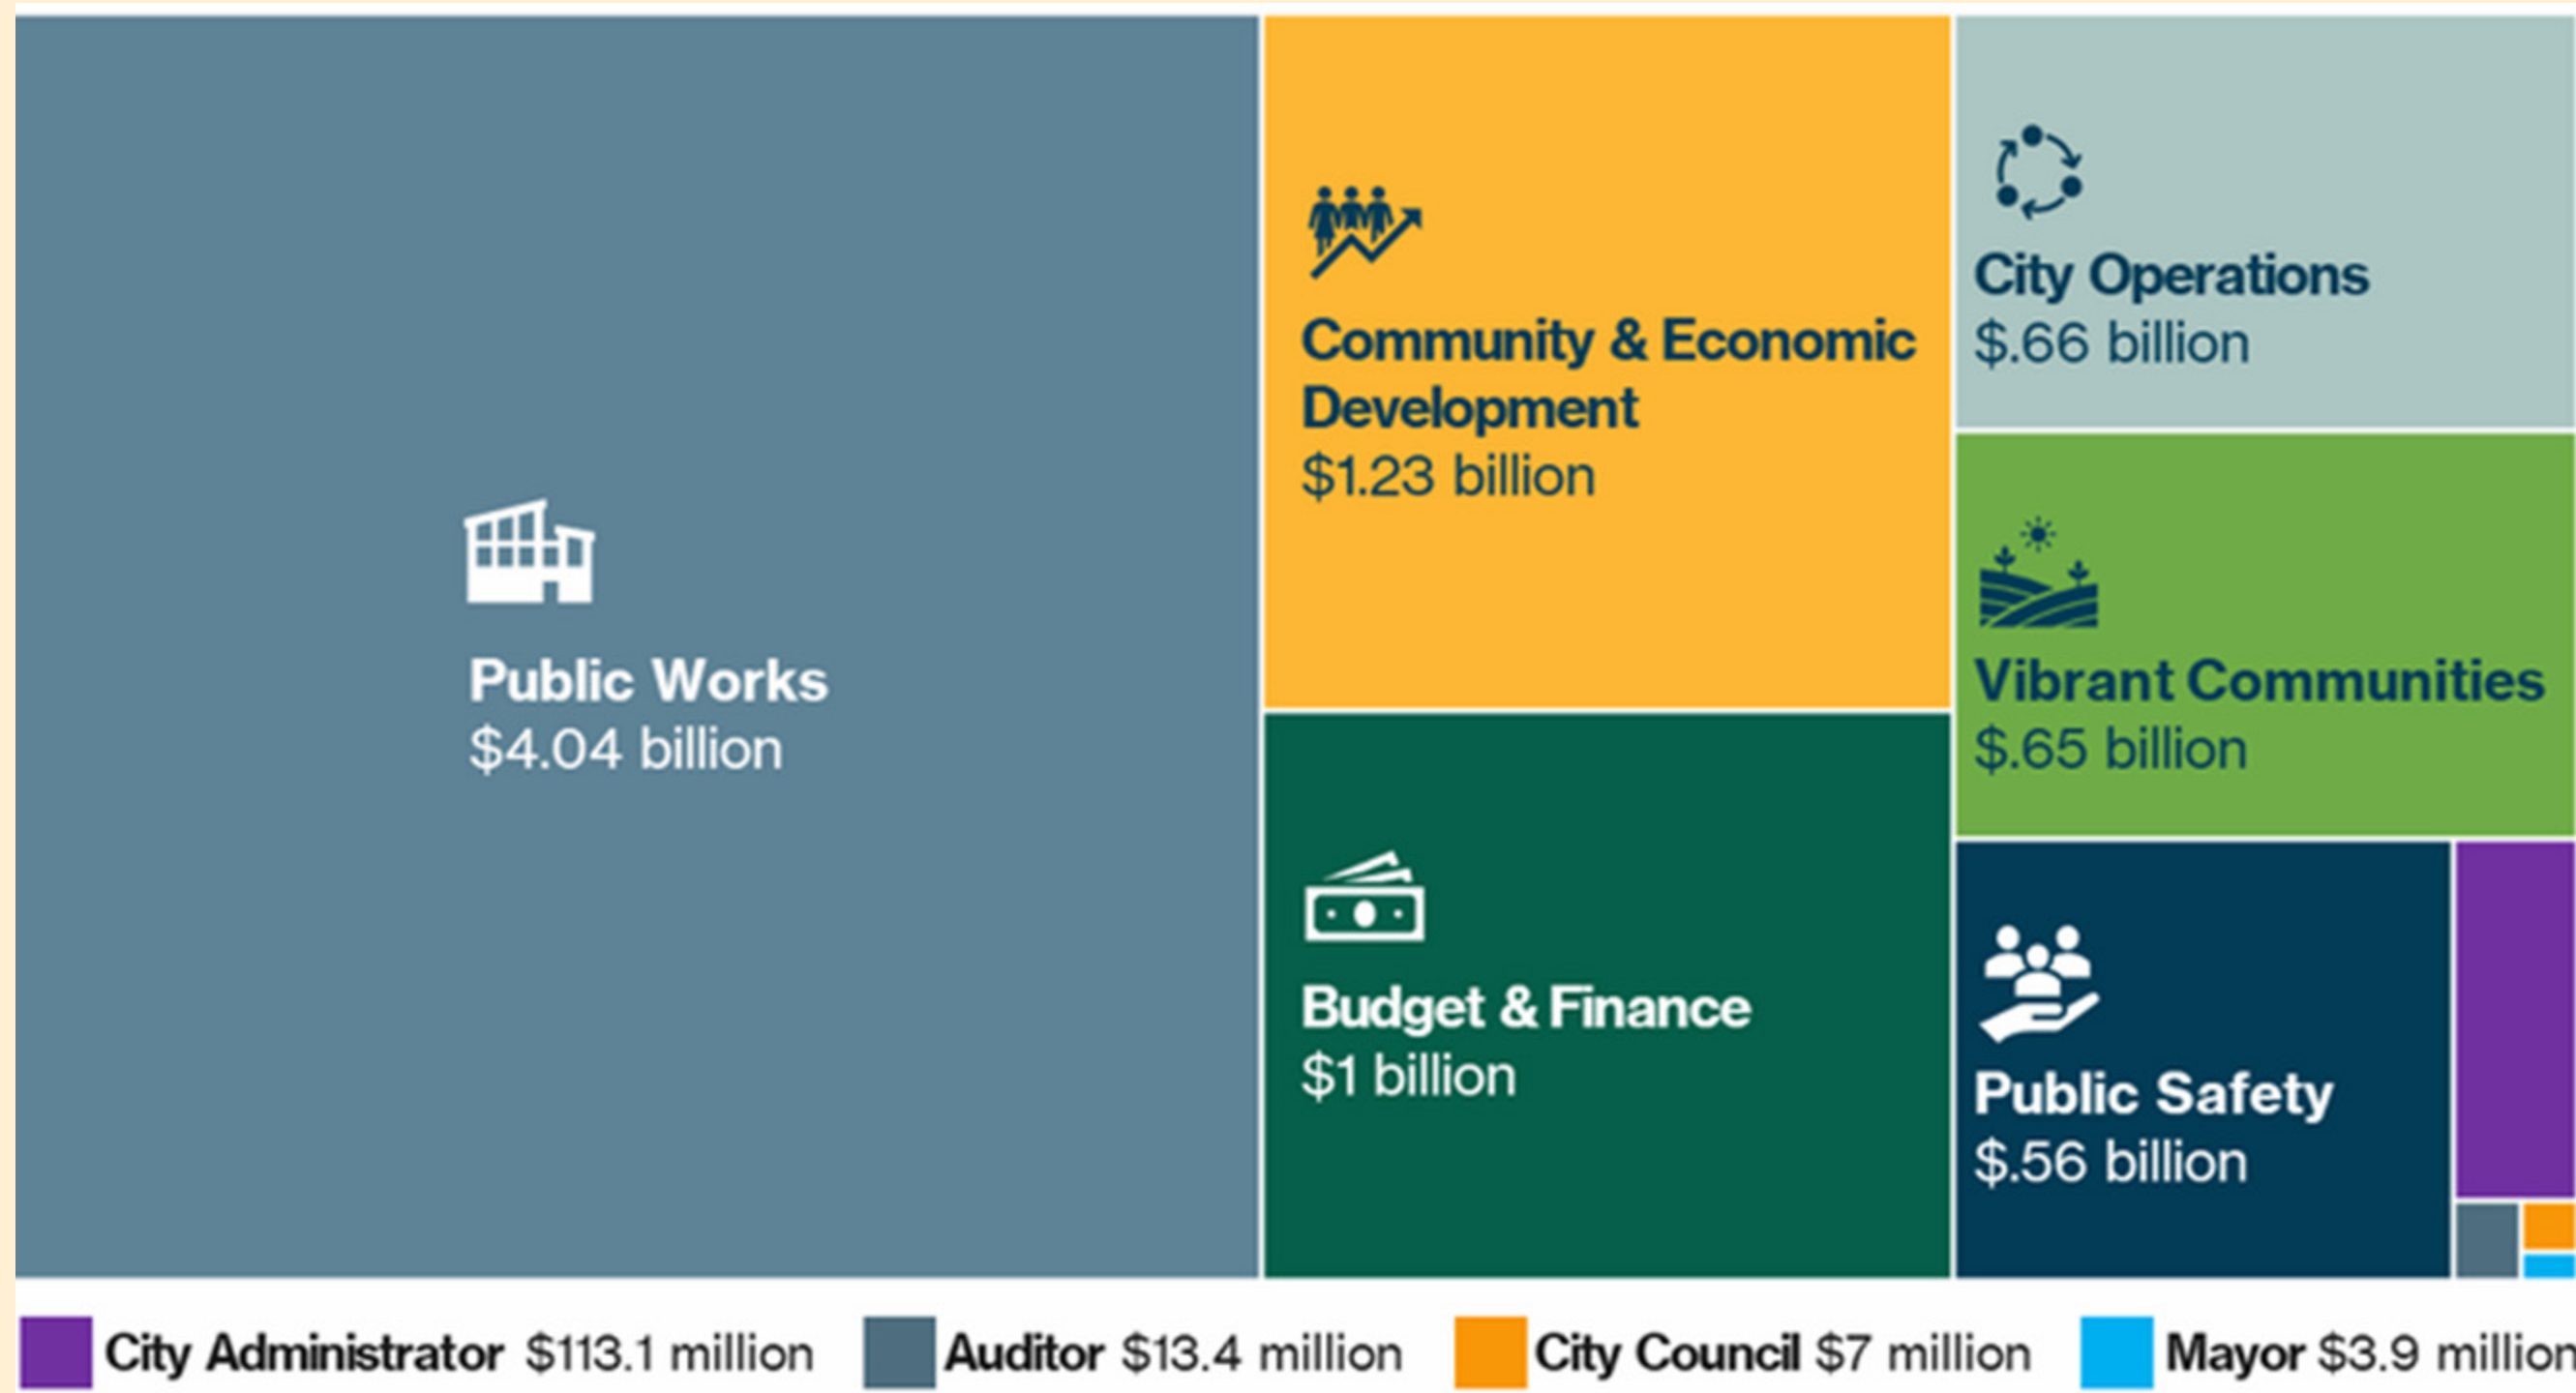 Public Works
$4.04 billion
Community & Economic
Development
$1.23 billion
Budget & Finance
$1 billion
City Operations
$.66 billion
Vibrant Communities
$.65 billion
Public Safety
$.56 billion
City Administrator $113.1 million
Auditor $13.4 million
City Council $7 million
Mayor $3.9 million